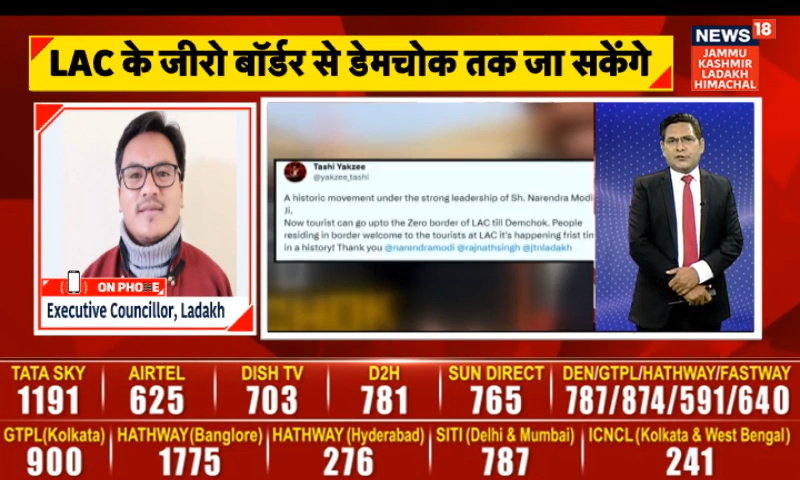 LAC के जीरो बॉर्डर से डेमचोक तक जा सकेंगे
NEWS 18
JAMMU
KASHMIR
LADAKH
HIMACHAL
Tashi Yakzee
@yakzee_tashi
A historic movement under the strong leadership of Sh. Narendra Modi
Ji.
Now tourist can go upto the Zero border of LAC till Demchok. People
residing in border welcome to the tourists at LAC it's happening frist tim
in a history! Thank you @narendramodi @rajnathsingh @jtnladakh
ON PHONE
Executive Councillor, Ladakh
TATA SKY AIRTEL DISH TV D2H SUN DIRECT DEN/GTPL/HATHWAY/FASTWAY
1191 625 703 781 765 787/874/591/640
GTPL(Kolkata) HATHWAY(Banglore) HATHWAY (Hyderabad) SITI (Delhi & Mumbai) ICNCL (Kolkata & West Bengal)
900 1775 276 787 241